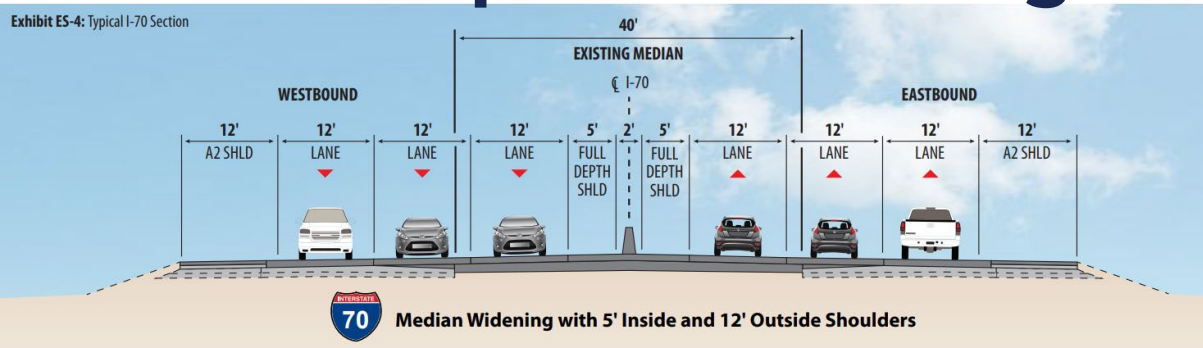 Exhibit ES-4: Typical I-70 Section
40'
EXISTING MEDIAN
℄ I-70
WESTBOUND
EASTBOUND
12' 12' 12' 12' 5' 2' 5' 12' 12' 12' 12'
A2 SHLD LANE LANE LANE FULL DEPTH SHLD FULL DEPTH SHLD LANE LANE LANE A2 SHLD
INTERSTATE
70
Median Widening with 5' Inside and 12' Outside Shoulders